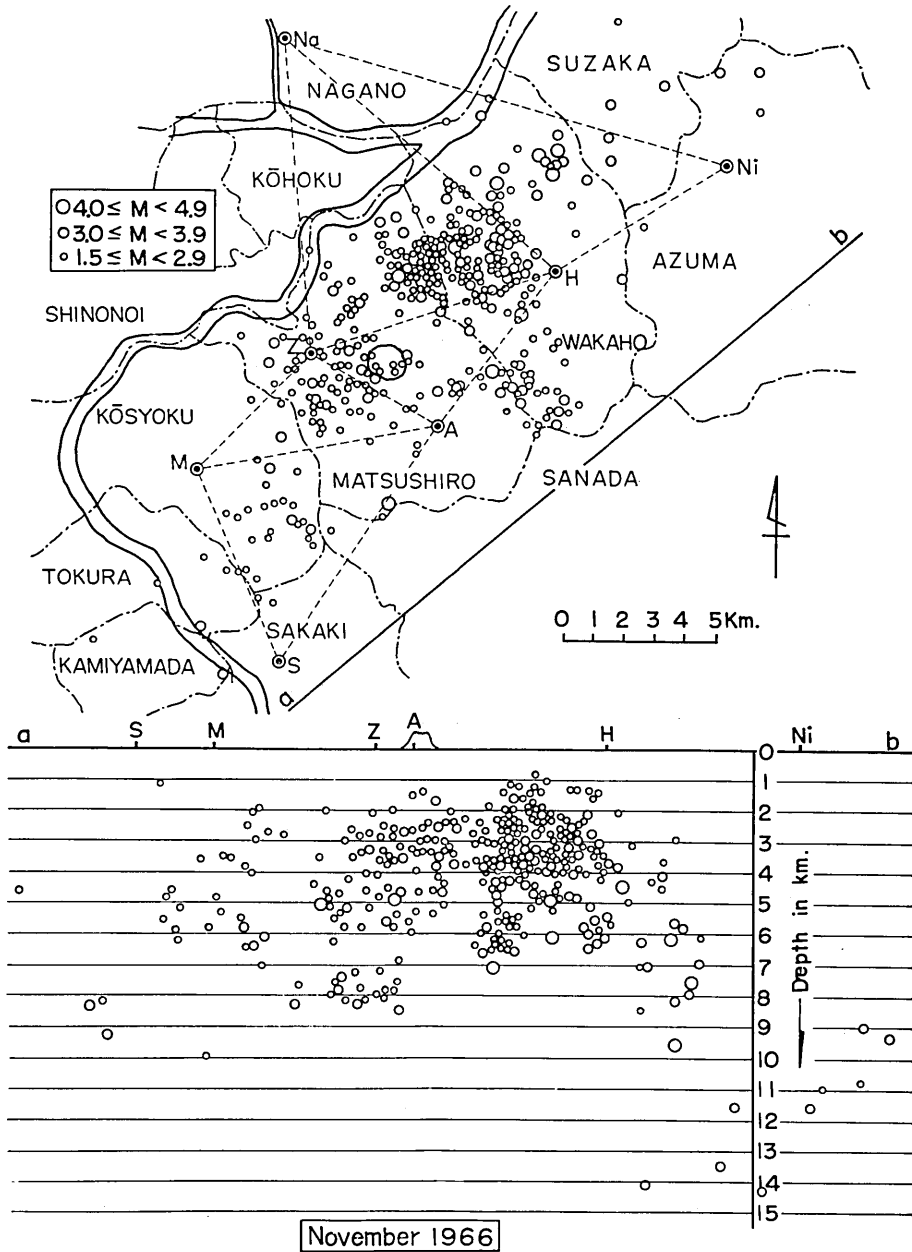 Na
SUZAKA
NAGANO
Ni
KŌHOKU
○4.0 ≤ M < 4.9
○3.0 ≤ M < 3.9
○1.5 ≤ M < 2.9
b
AZUMA
H
SHINONOI
WAKAHO
Z
KŌSYOKU
A
M
MATSUSHIRO
SANADA
TOKURA
0 1 2 3 4 5Km.
SAKAKI
KAMIYAMADA
S
a
a S M Z A H 0 Ni b
1
2
3
4
5
6
7
8
9
10
11
12
13
14
15
Depth in km.
November 1966